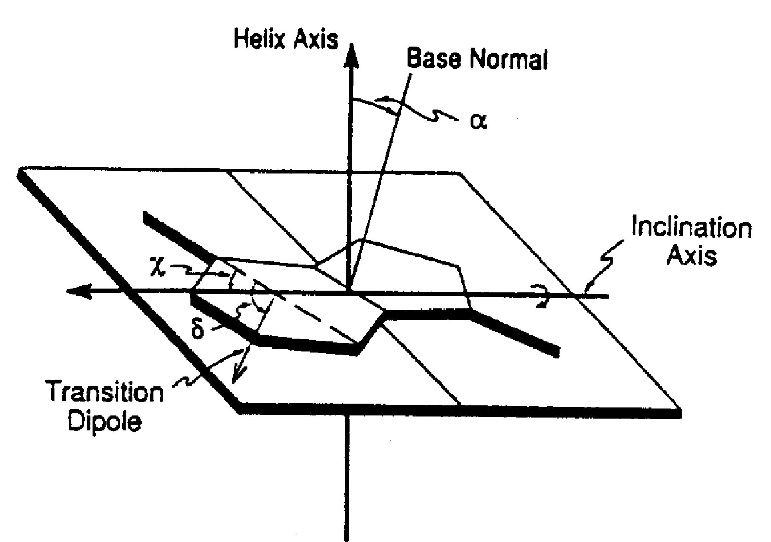 Helix Axis
Base Normal
α
Inclination
Axis
χ
δ
Transition
Dipole